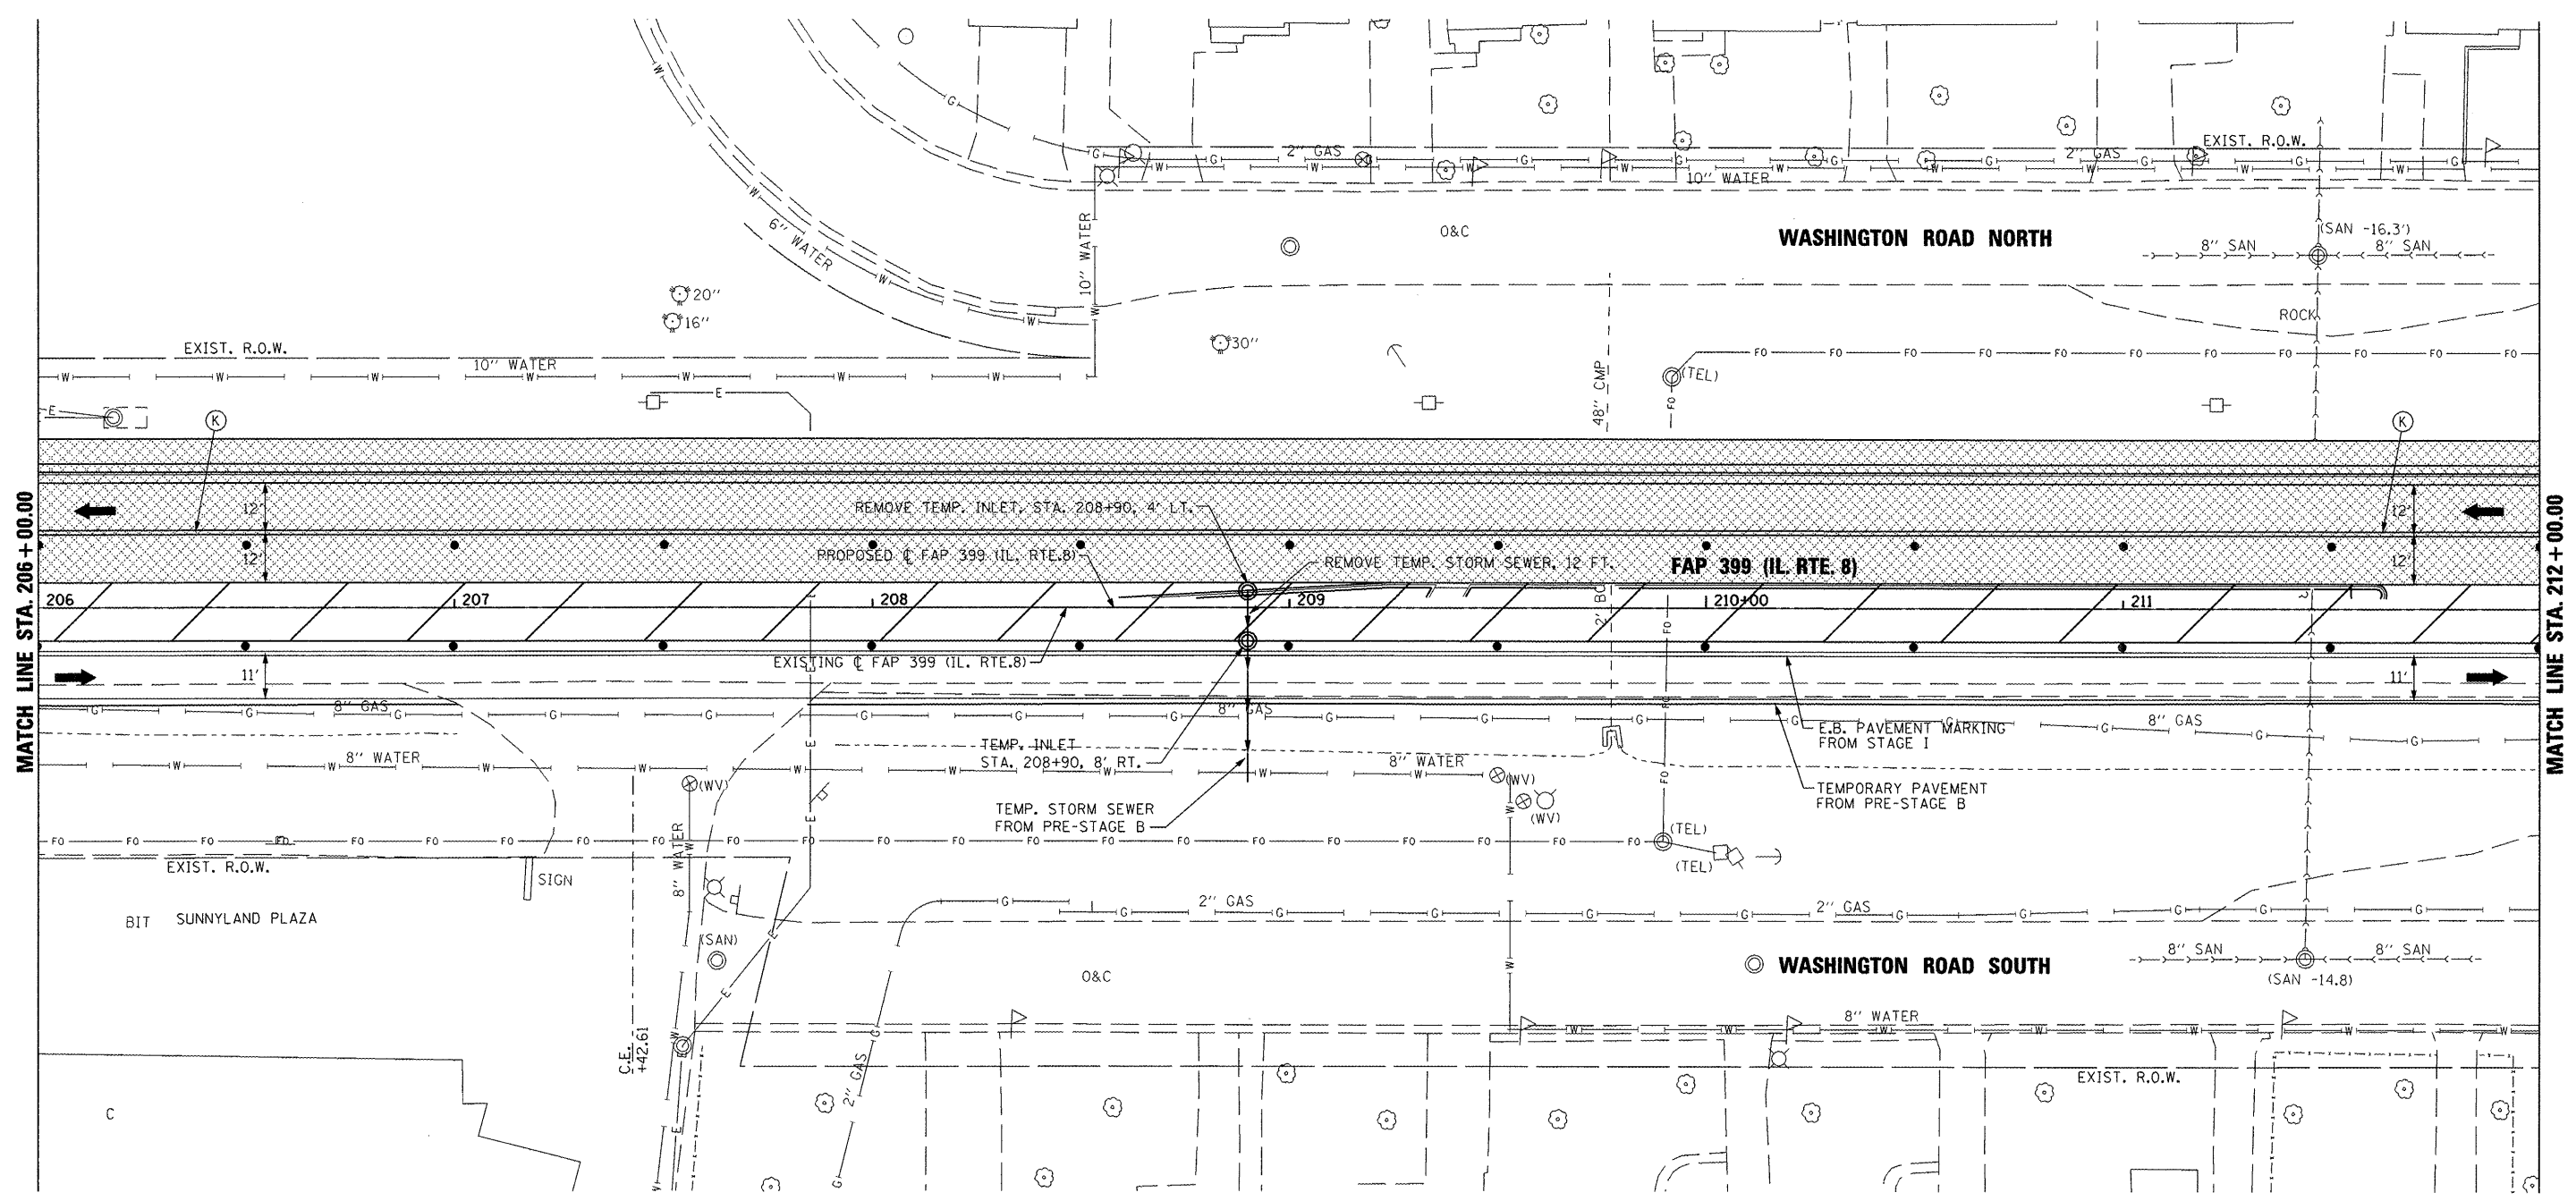 EXIST. R.O.W.
G
2'' GAS
2'' GAS
10'' WATER
W
6'' WATER
10'' WATER
O&C
WASHINGTON ROAD NORTH
(SAN -16.3')
8'' SAN
8'' SAN
20''
16''
30''
ROCK
EXIST. R.O.W.
10'' WATER
FO
48'' CMP
(TEL)
E
K
K
12'
REMOVE TEMP. INLET, STA. 208+90, 4' LT.
12'
12'
PROPOSED ℄ FAP 399 (IL. RTE.8)
REMOVE TEMP. STORM SEWER, 12 FT.
FAP 399 (IL. RTE. 8)
12'
MATCH LINE STA. 206+00.00
MATCH LINE STA. 212+00.00
206
207
208
209
210+00
211
EXISTING ℄ FAP 399 (IL. RTE.8)
11'
11'
8'' GAS
8'' GAS
8'' GAS
E.B. PAVEMENT MARKING
FROM STAGE I
TEMP. INLET
STA. 208+90, 8' RT.
8'' WATER
8'' WATER
(WV)
(WV)
(WV)
TEMPORARY PAVEMENT
FROM PRE-STAGE B
TEMP. STORM SEWER
FROM PRE-STAGE B
(TEL)
(TEL)
8'' WATER
EXIST. R.O.W.
SIGN
BIT SUNNYLAND PLAZA
2'' GAS
2'' GAS
(SAN)
O&C
WASHINGTON ROAD SOUTH
8'' SAN
8'' SAN
(SAN -14.8)
8'' WATER
C.E.
+42.61
2'' GAS
EXIST. R.O.W.
C